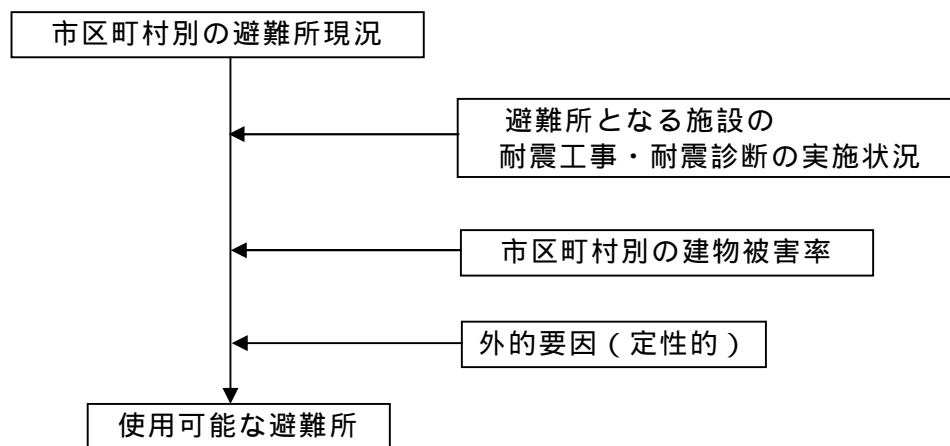 市区町村別の避難所現況
避難所となる施設の
耐震工事・耐震診断の実施状況
市区町村別の建物被害率
外的要因(定性的)
使用可能な避難所